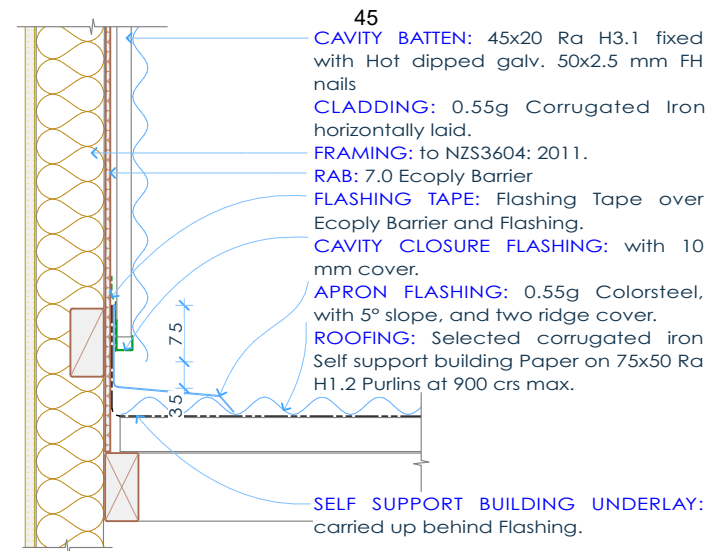 45
CAVITY BATTEN: 45x20 Ra H3.1 fixed
with Hot dipped galv. 50x2.5 mm FH
nails
CLADDING: 0.55g Corrugated Iron
horizontally laid.
FRAMING: to NZS3604: 2011.
RAB: 7.0 Ecoply Barrier
FLASHING TAPE: Flashing Tape over
Ecoply Barrier and Flashing.
CAVITY CLOSURE FLASHING: with 10
mm cover.
APRON FLASHING: 0.55g Colorsteel,
with 5° slope, and two ridge cover.
ROOFING: Selected corrugated iron
Self support building Paper on 75x50 Ra
H1.2 Purlins at 900 crs max.
75
35
SELF SUPPORT BUILDING UNDERLAY:
carried up behind Flashing.